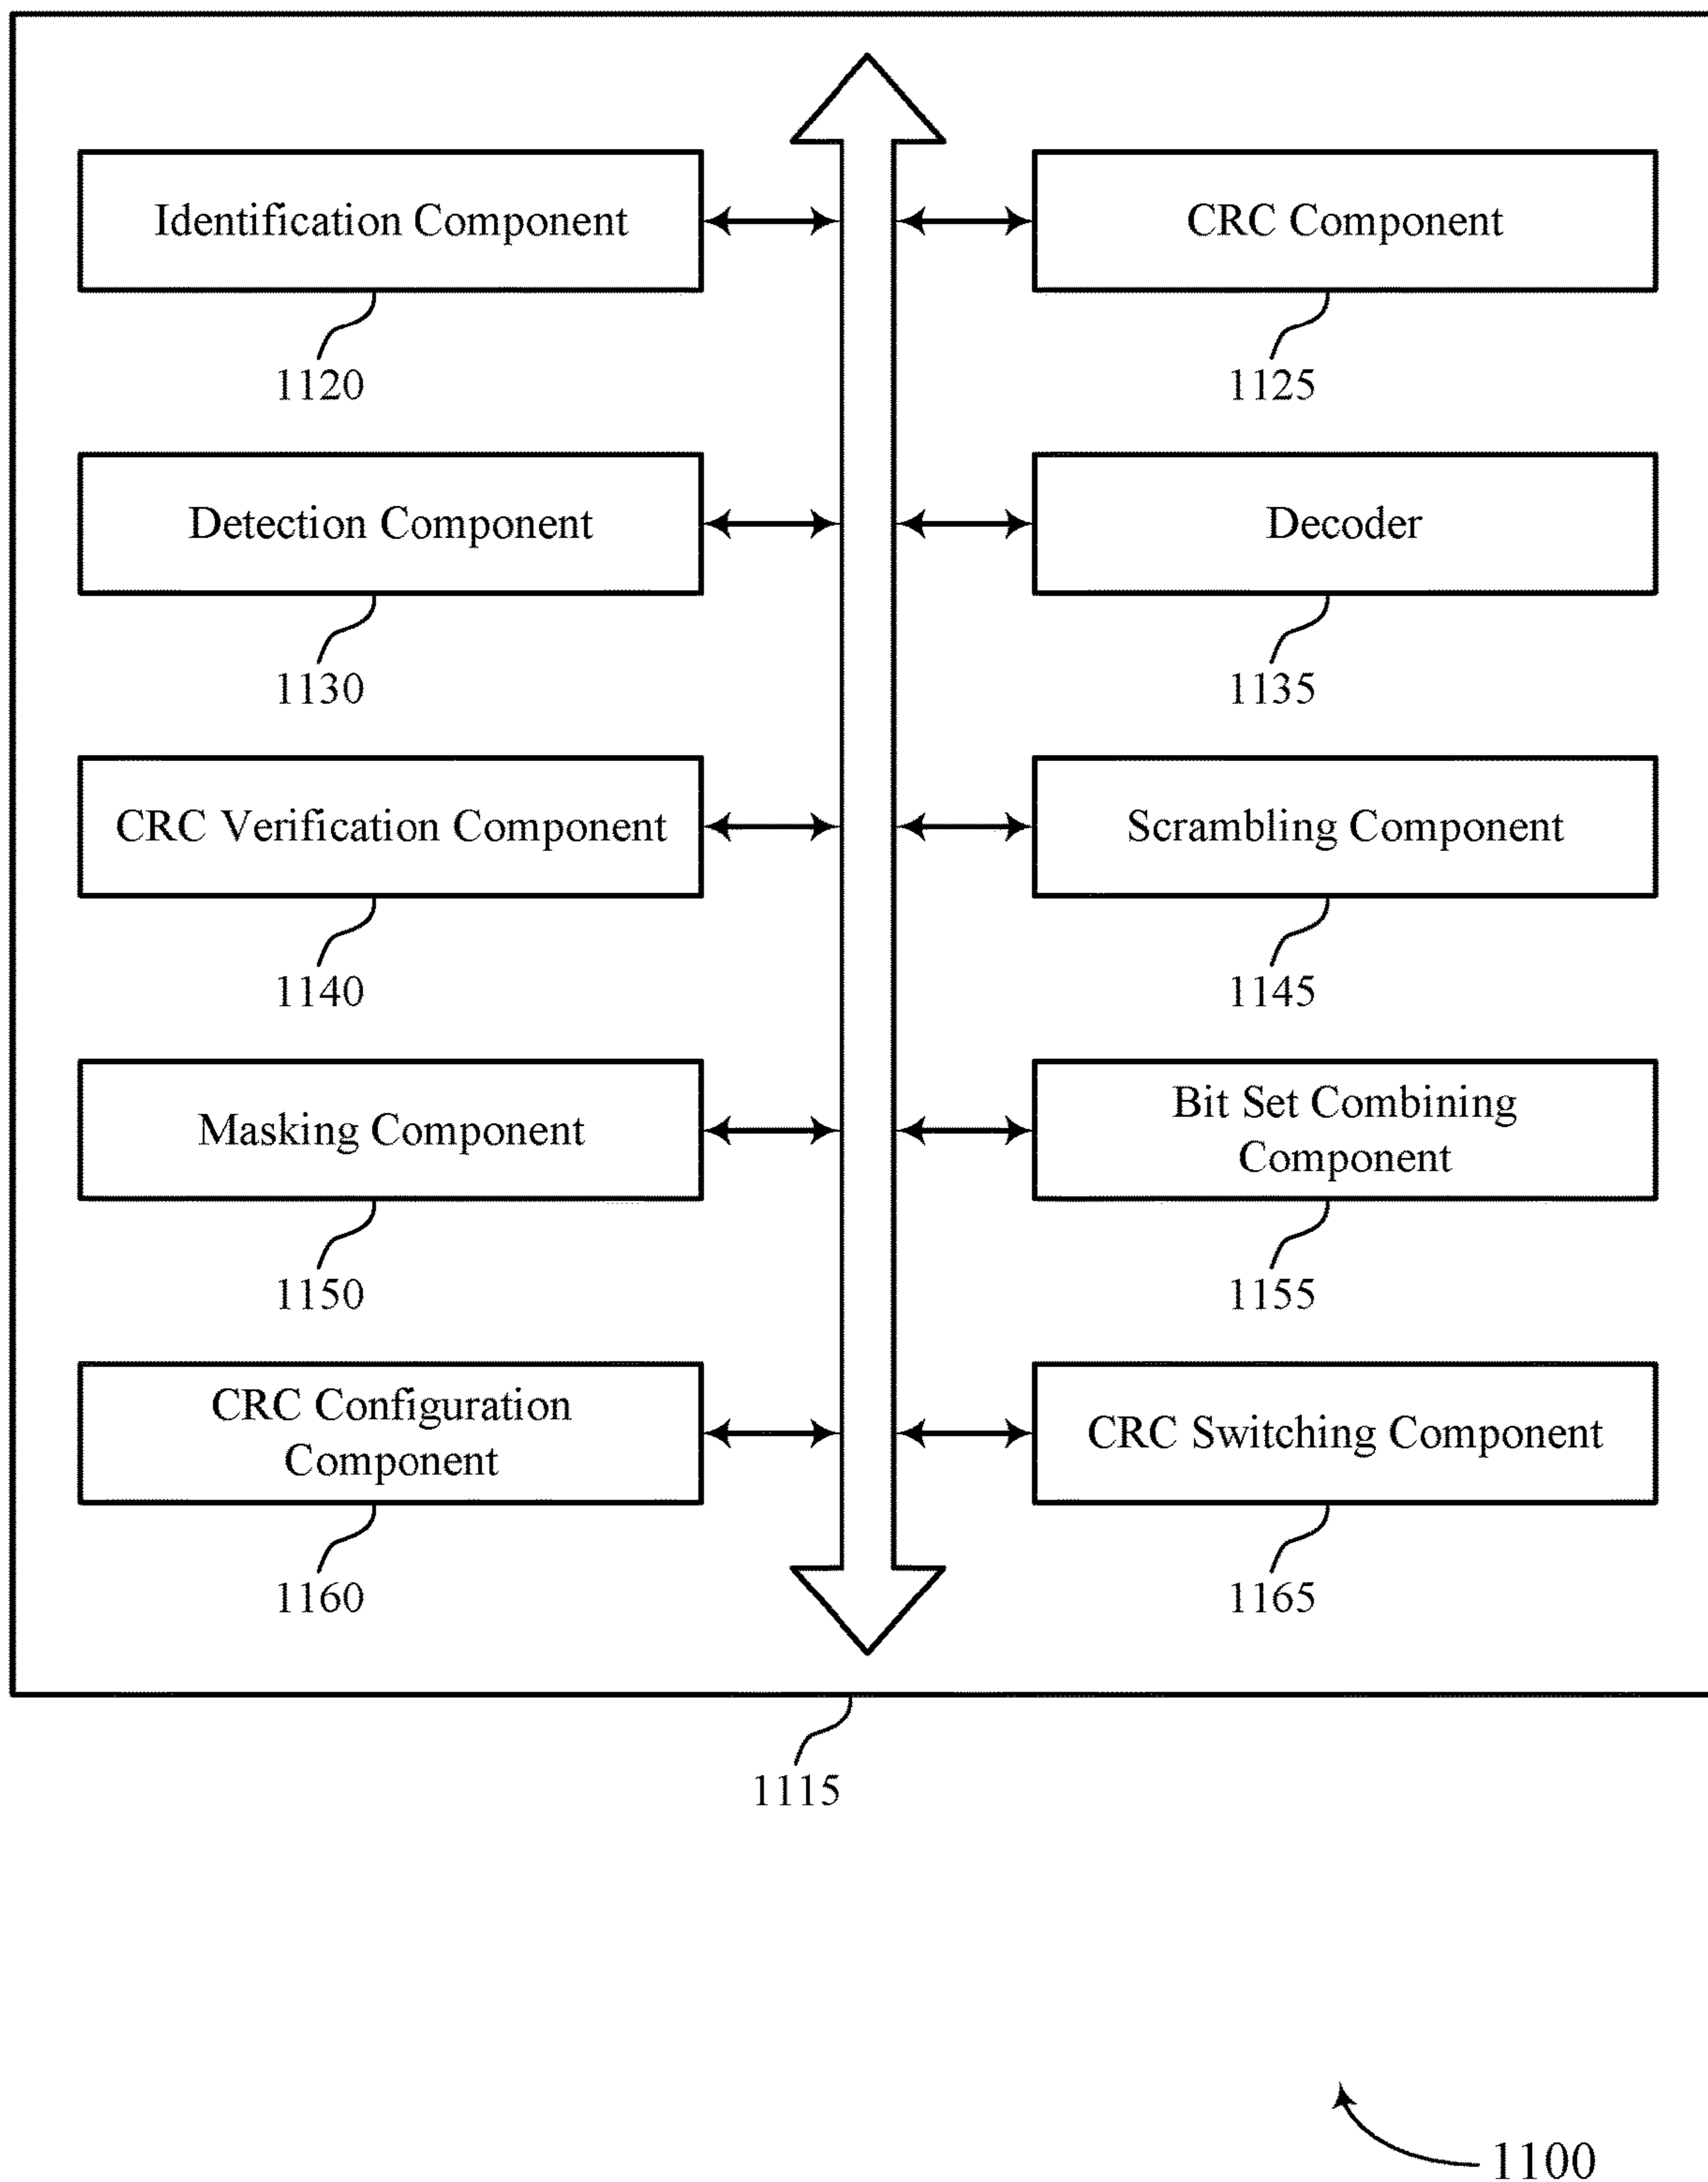 Identification Component
CRC Component
1120
1125
Detection Component
Decoder
1130
1135
CRC Verification Component
Scrambling Component
1140
1145
Masking Component
Bit Set Combining
Component
1150
1155
CRC Configuration
Component
CRC Switching Component
1160
1165
1115
1100